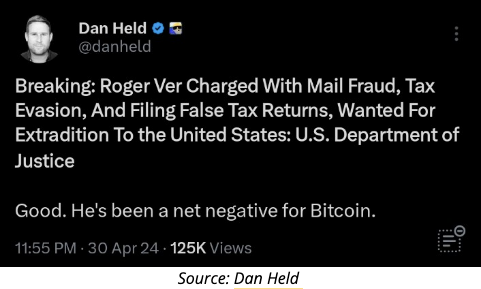 Dan Held
@danheld
Breaking: Roger Ver Charged With Mail Fraud, Tax
Evasion, And Filing False Tax Returns, Wanted For
Extradition To the United States: U.S. Department of
Justice
Good. He's been a net negative for Bitcoin.
11:55 PM · 30 Apr 24 · 125K Views
Source: Dan Held